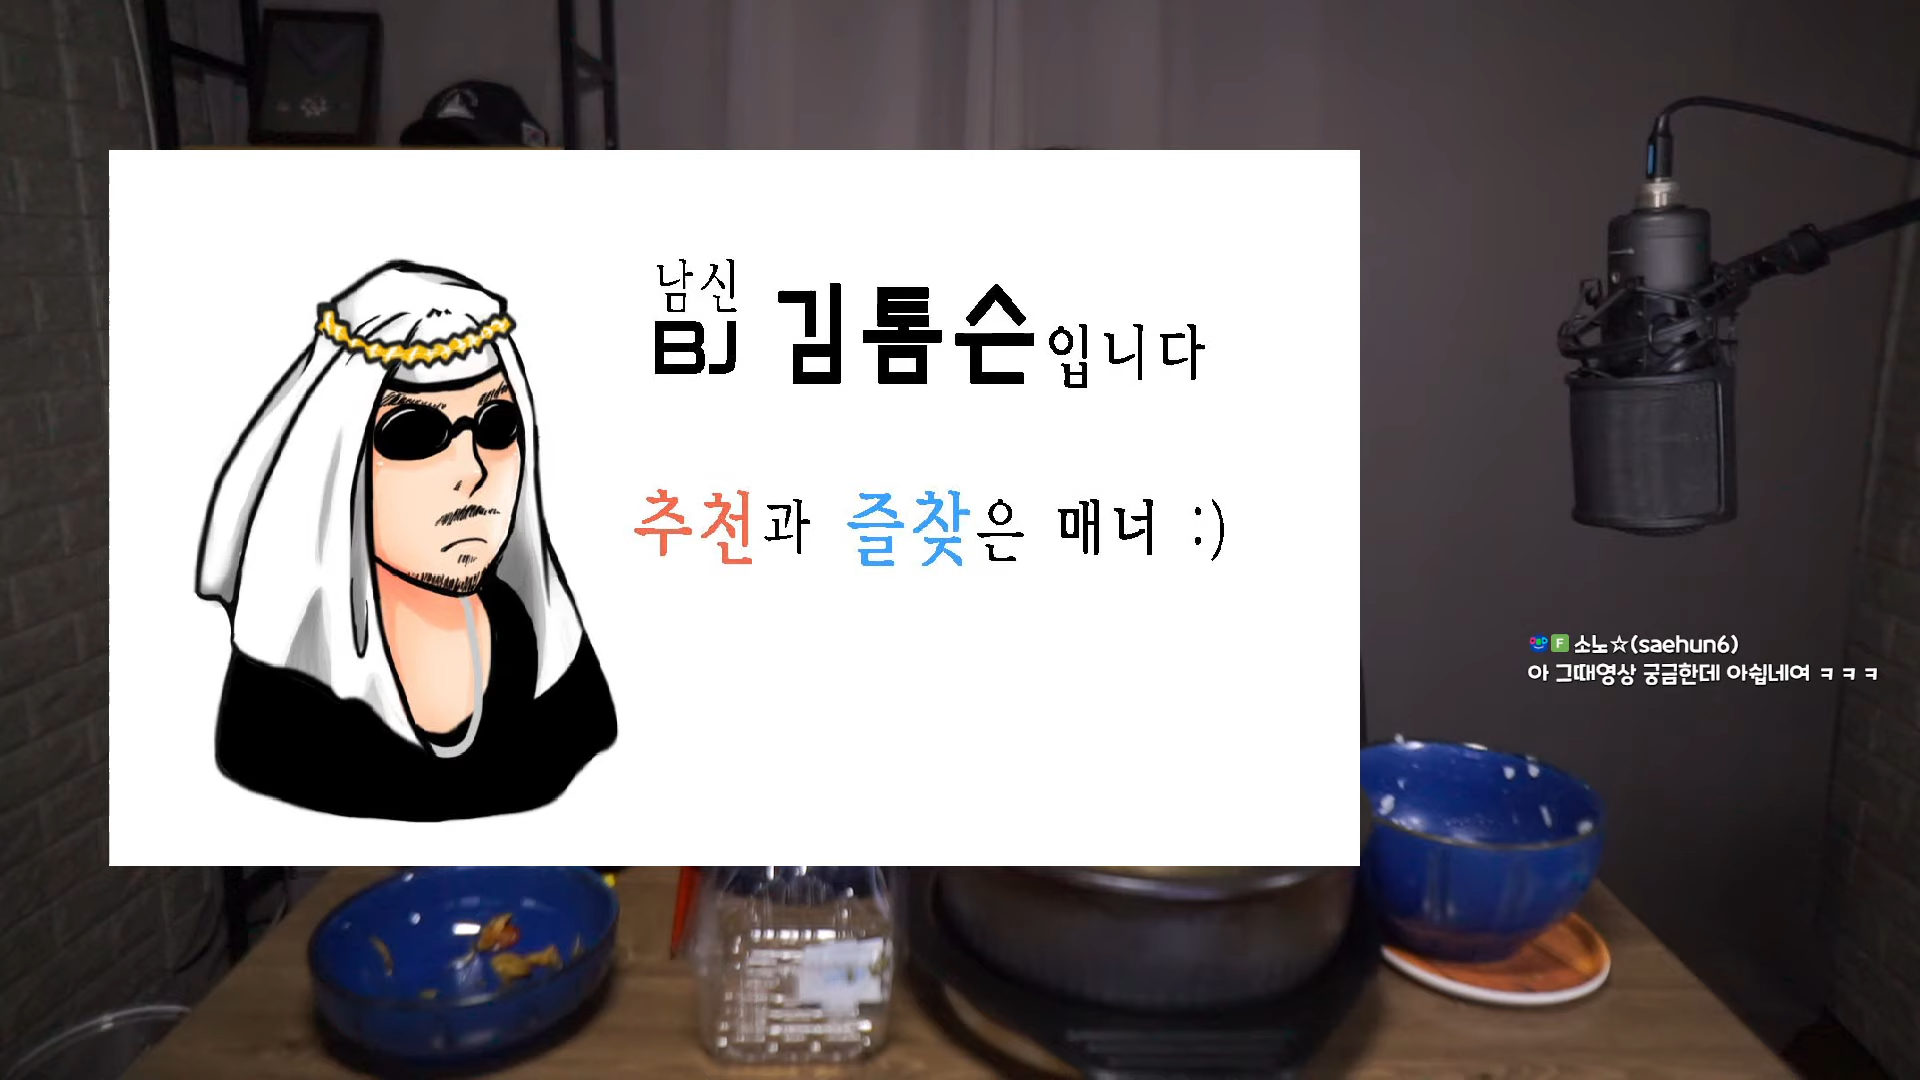 남신
BJ 김톰슨입니다
추천과 즐찾은 매너 :)
F 소노☆(saehun6)
아 그때영상 궁금한데 아쉽네여 ㅋㅋㅋ